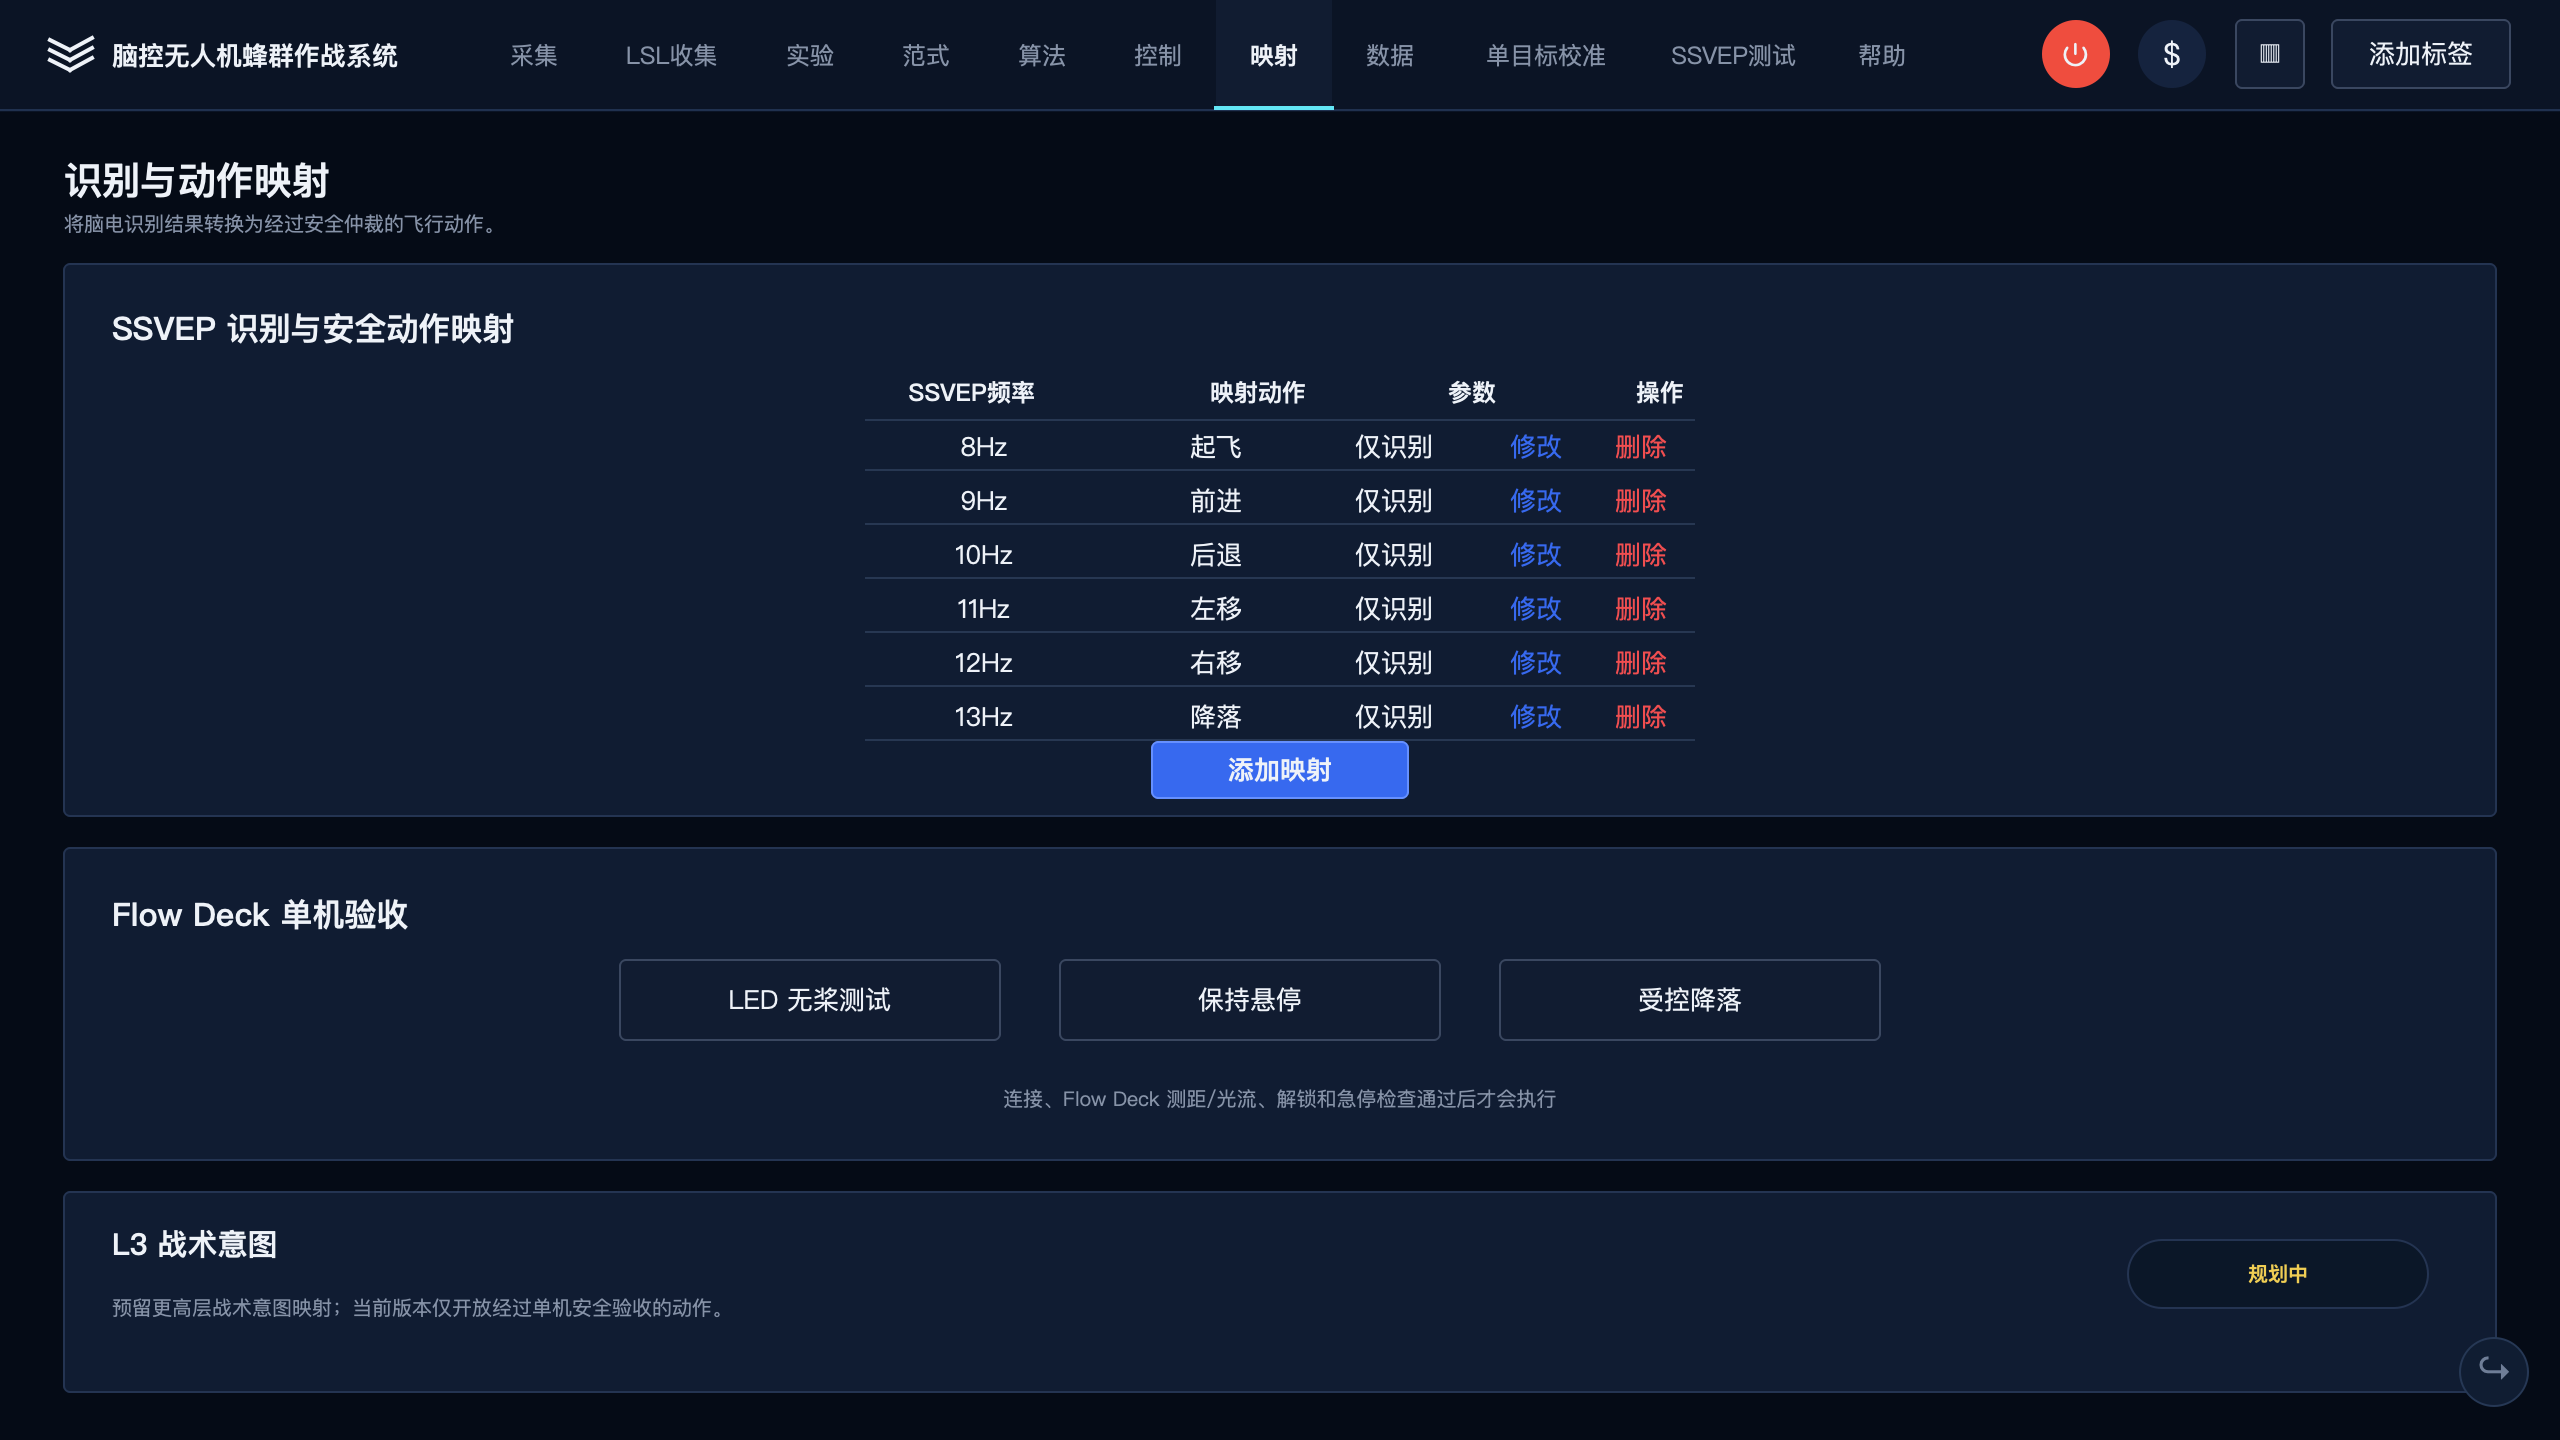 脑控无人机蜂群作战系统 采集 LSL收集 实验 范式 算法 控制 映射 数据 单目标校准 SSVEP测试 帮助 $ 添加标签
识别与动作映射
将脑电识别结果转换为经过安全仲裁的飞行动作。
SSVEP 识别与安全动作映射
SSVEP频率 映射动作 参数 操作
8Hz 起飞 仅识别 修改 删除
9Hz 前进 仅识别 修改 删除
10Hz 后退 仅识别 修改 删除
11Hz 左移 仅识别 修改 删除
12Hz 右移 仅识别 修改 删除
13Hz 降落 仅识别 修改 删除
添加映射
Flow Deck 单机验收
LED 无桨测试 保持悬停 受控降落
连接、Flow Deck 测距/光流、解锁和急停检查通过后才会执行
L3 战术意图
规划中
预留更高层战术意图映射；当前版本仅开放经过单机安全验收的动作。